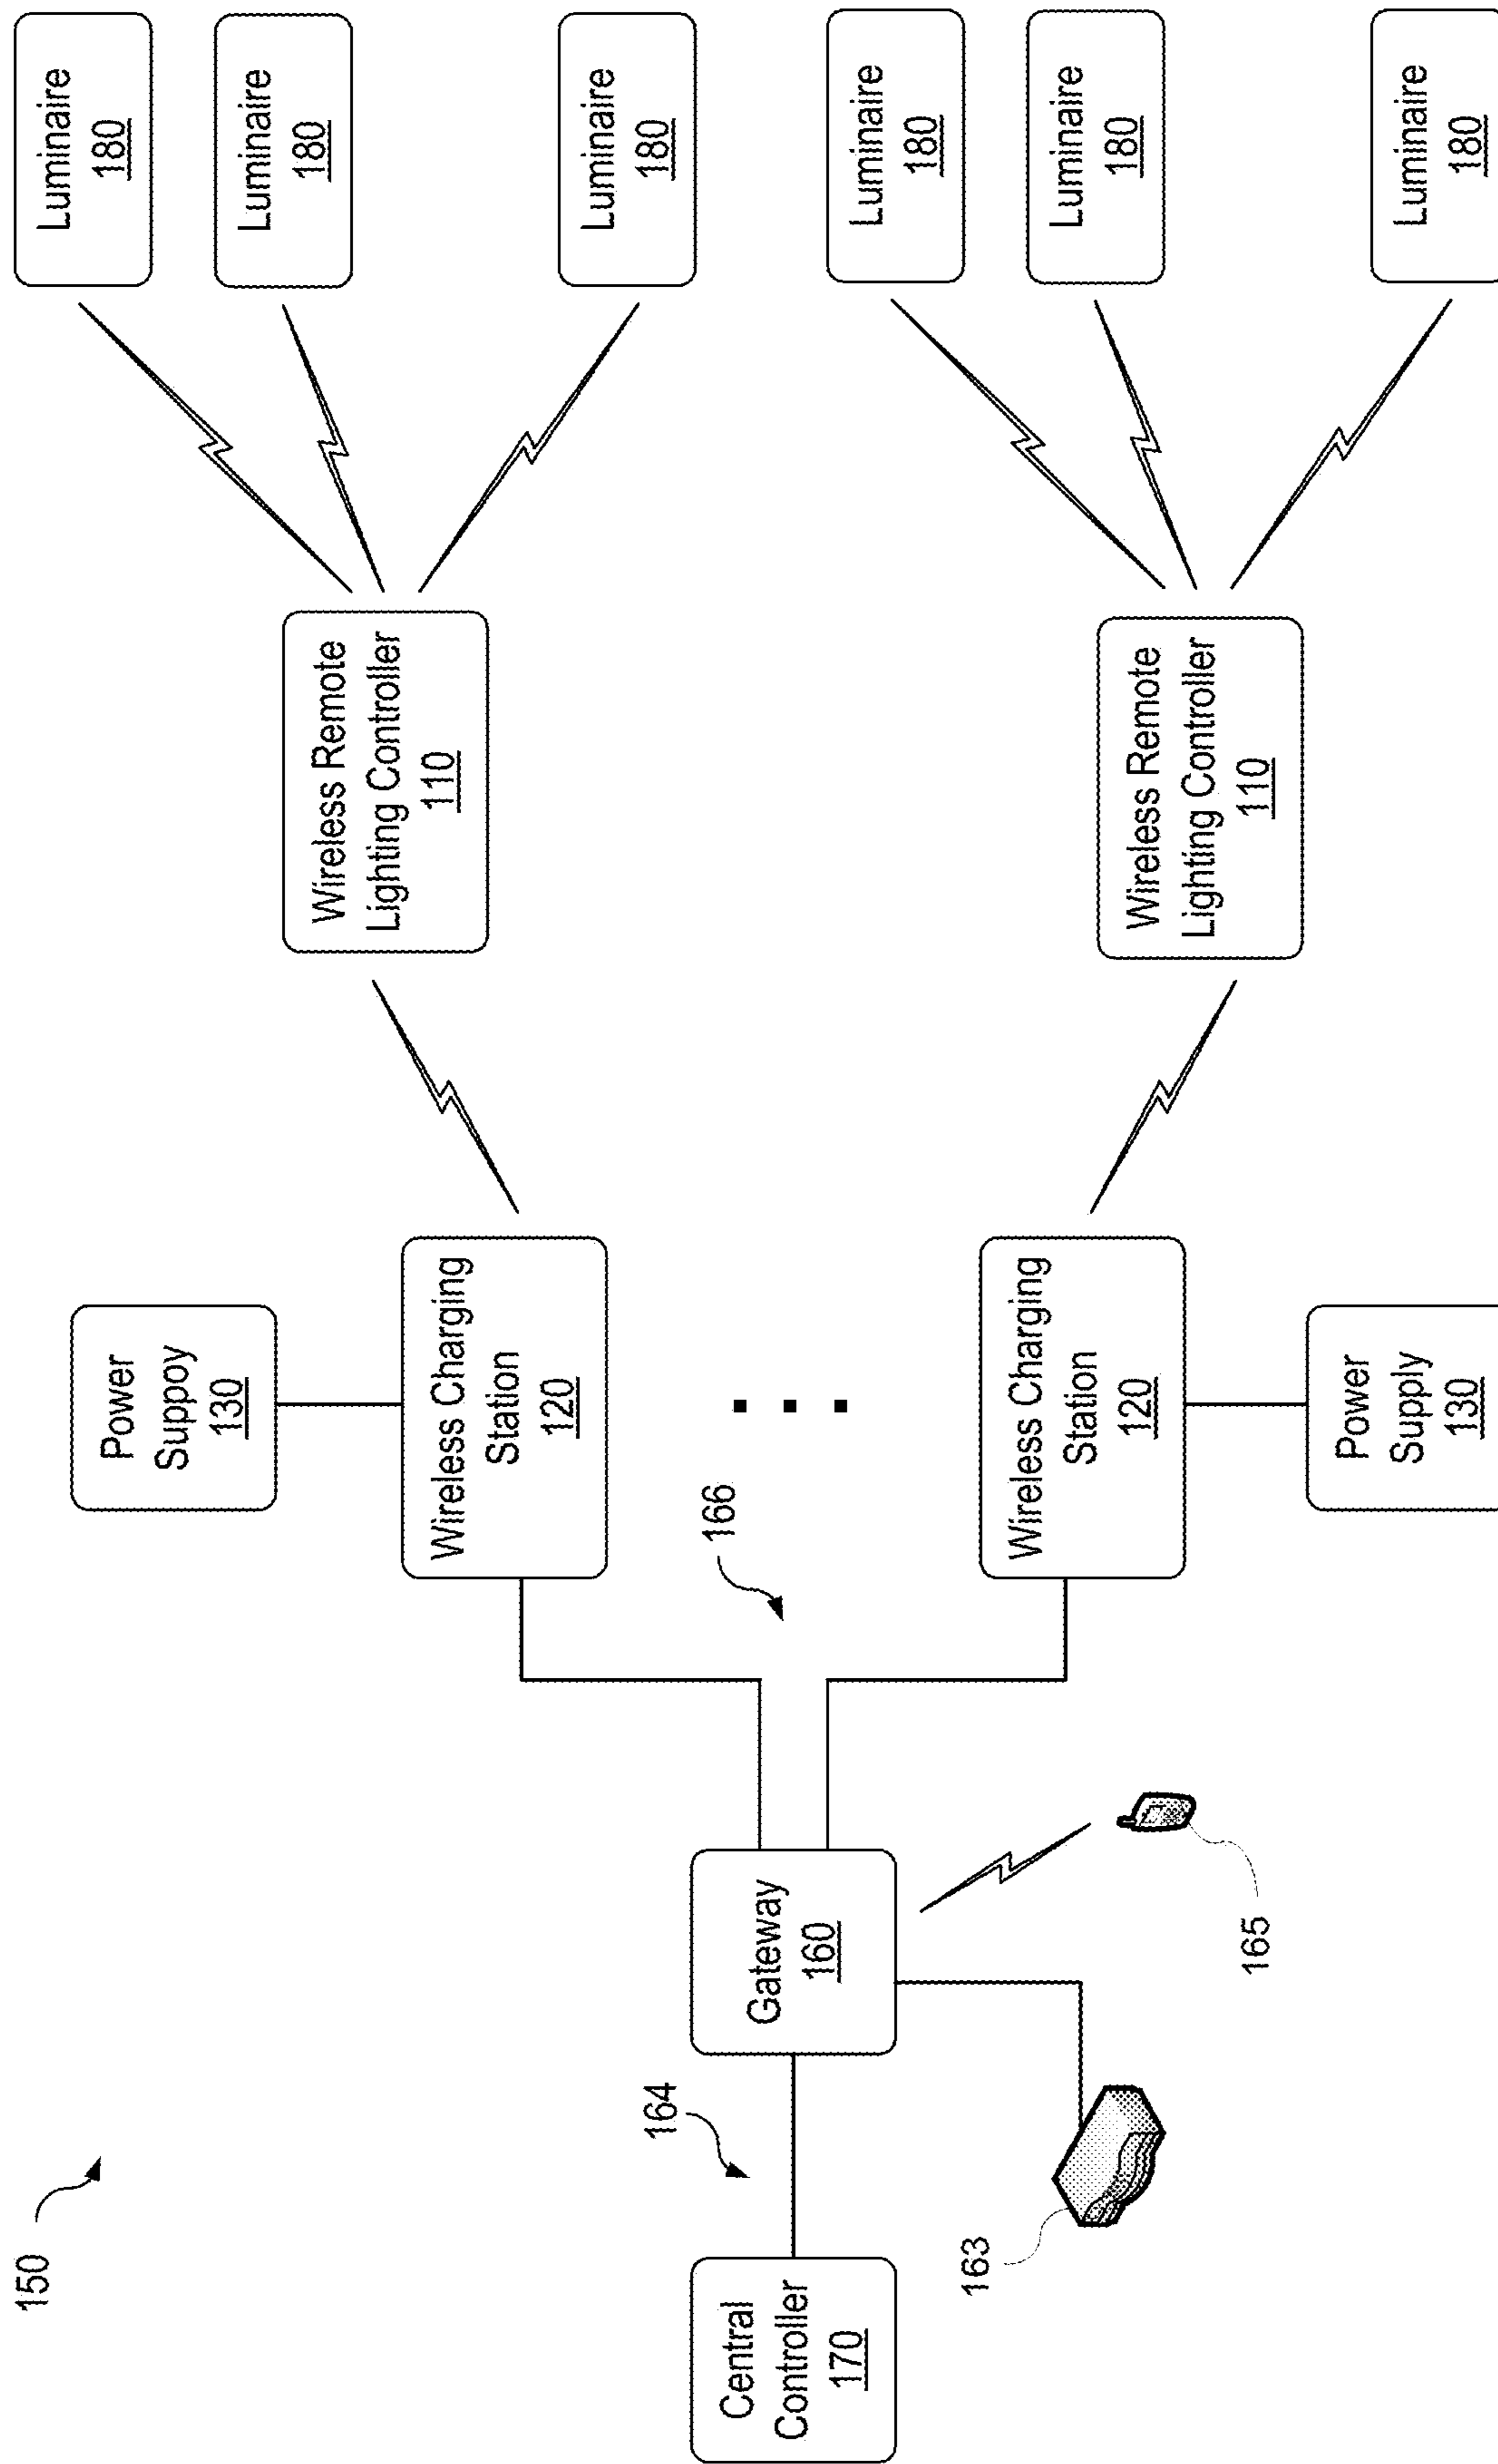 150
Central
Controller
170
164
163
Gateway
160
165
166
Power
Suppoy
130
Wireless Charging
Station
120
Wireless Charging
Station
120
Power
Supply
130
Wireless Remote
Lighting Controller
110
Wireless Remote
Lighting Controller
110
Luminaire
180
Luminaire
180
Luminaire
180
Luminaire
180
Luminaire
180
Luminaire
180